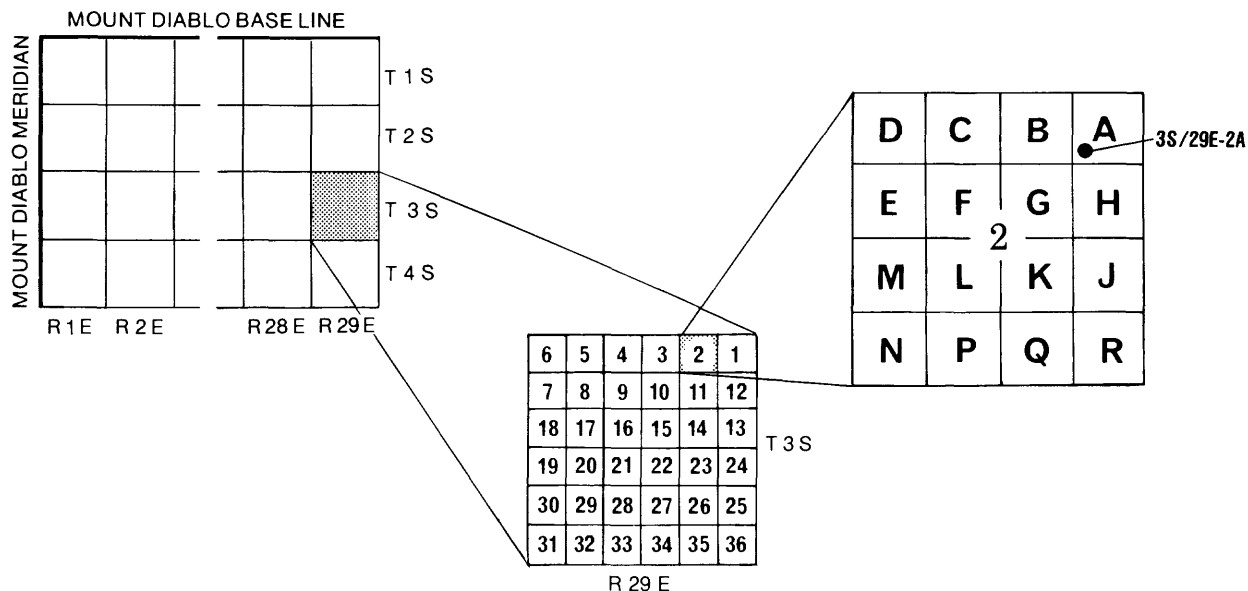 MOUNT DIABLO BASE LINE
MOUNT DIABLO MERIDIAN
T 1 S
T 2 S
T 3 S
T 4 S
R 1 E R 2 E R 28 E R 29 E
6 5 4 3 2 1
7 8 9 10 11 12
18 17 16 15 14 13
19 20 21 22 23 24
30 29 28 27 26 25
31 32 33 34 35 36
T 3 S
R 29 E
D C B A
3S/29E-2A
E F G H
2
M L K J
N P Q R